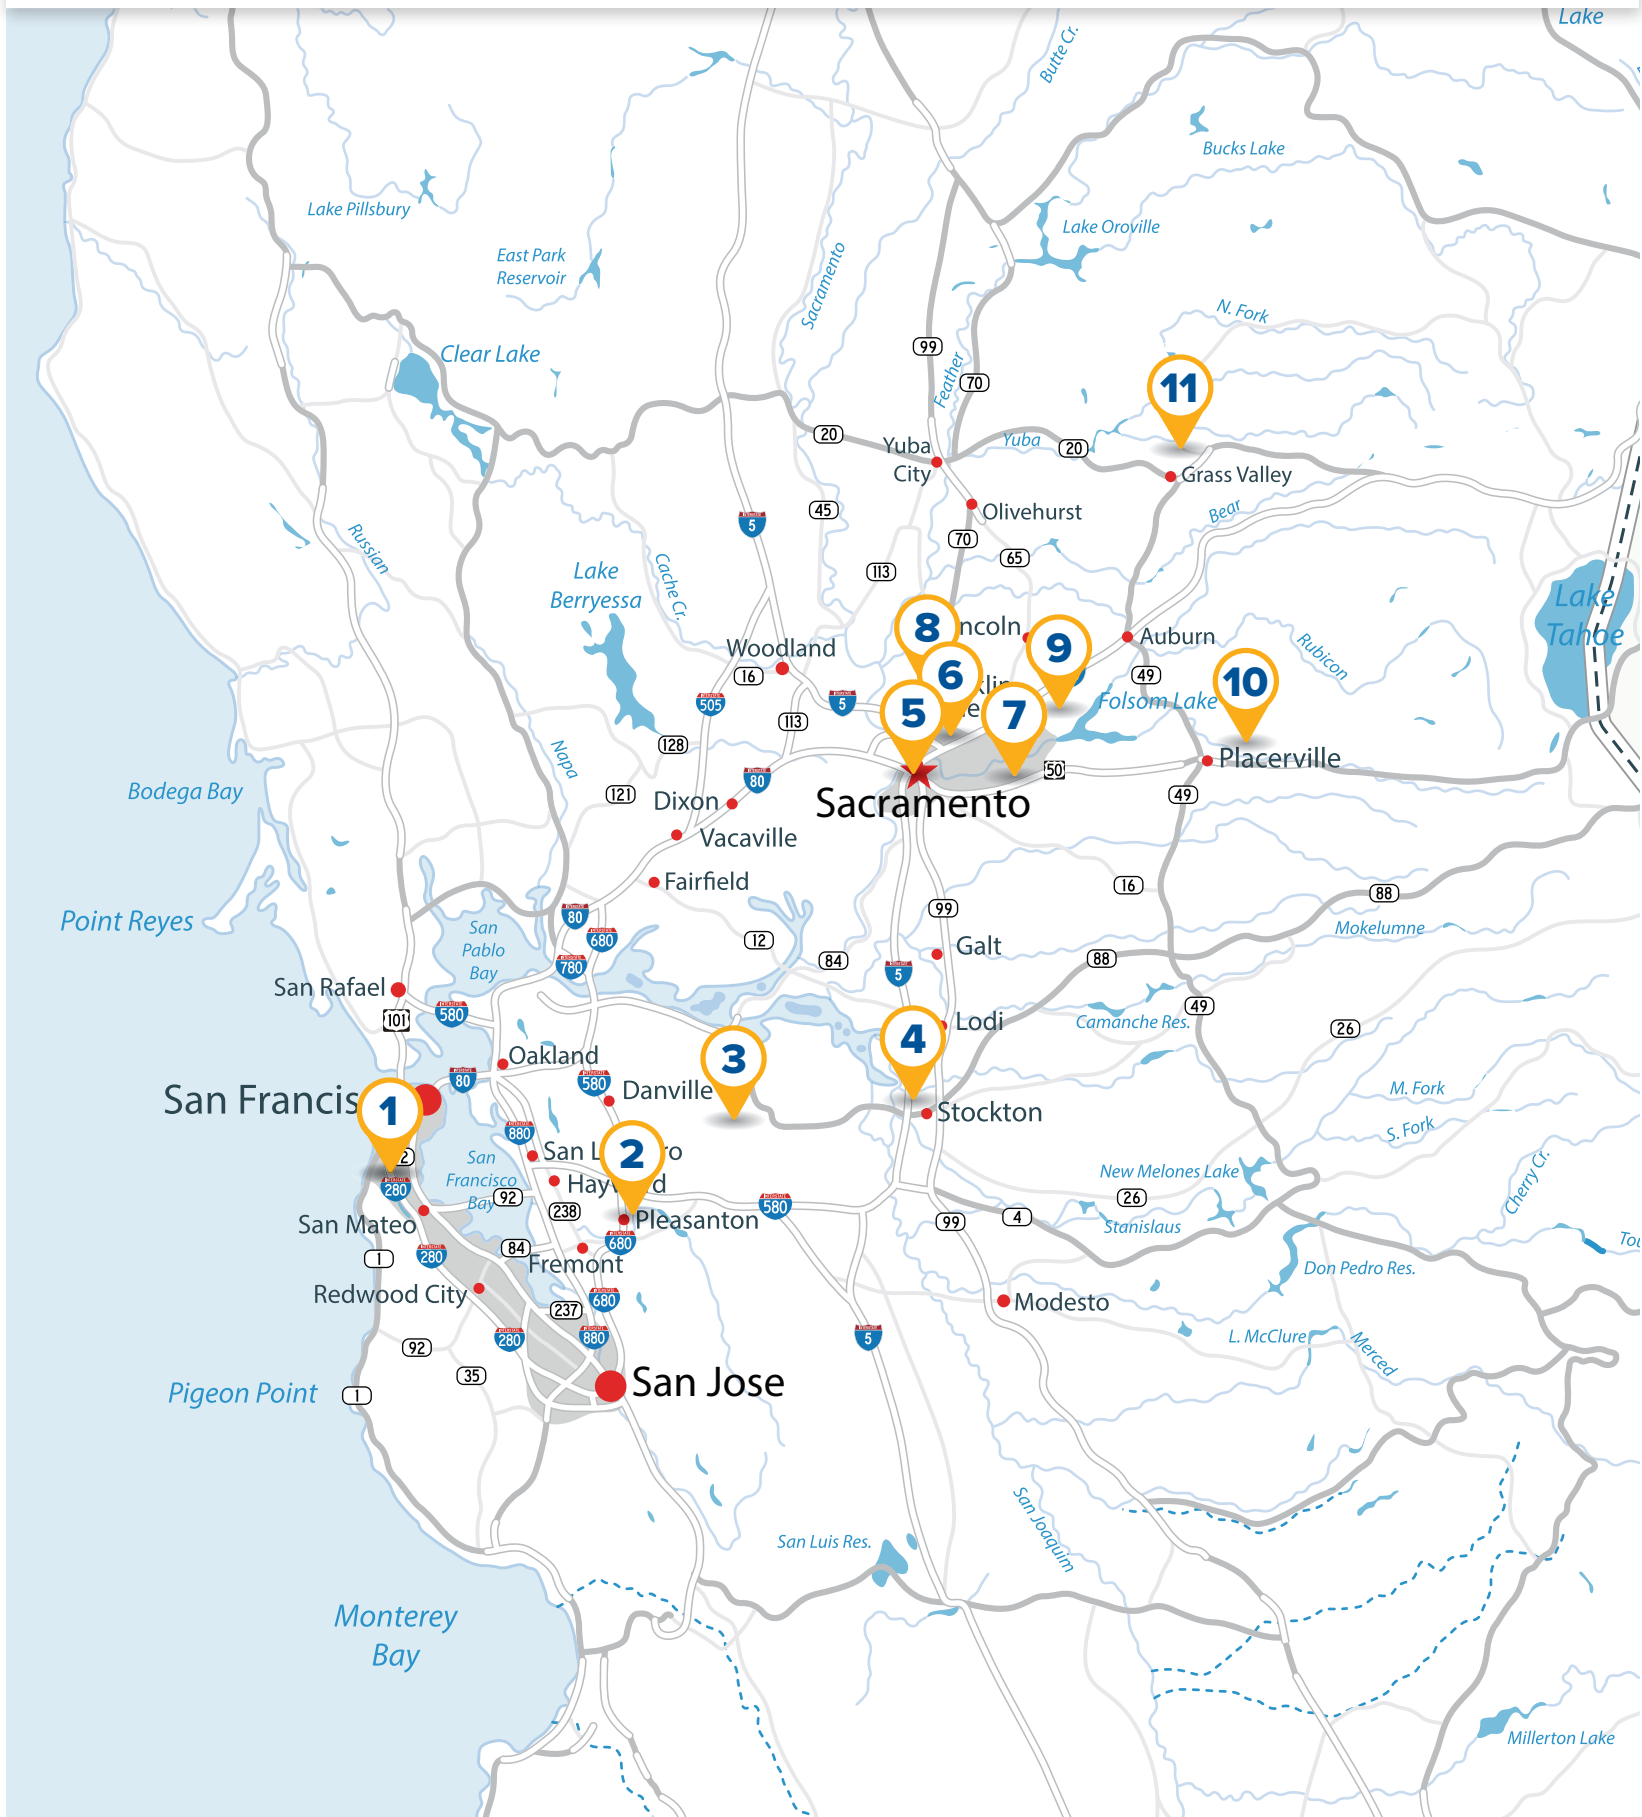 Lake
Butte Cr.
Bucks Lake
Lake Pillsbury
Lake Oroville
East Park
Reservoir
Sacramento
N. Fork
99
Clear Lake
Feather
70
11
20
Yuba
City
Yuba
20
Grass Valley
45
Olivehurst
Bear
5
70
65
Russian
113
Cache Cr.
Lake
Berryessa
Lake
Tahoe
8
ncoln
9
Auburn
Rubicon
Woodland
16
6
klin
49
10
505
5
5
7
Folsom Lake
113
128
Napa
50
Placerville
80
Bodega Bay
121
Dixon
Sacramento
49
Vacaville
Fairfield
16
88
Point Reyes
80
99
San
Pablo
Bay
680
12
Mokelumne
Galt
780
84
88
5
San Rafael
101
580
49
Camanche Res.
Lodi
26
4
Oakland
3
80
580
Danville
San Francis
1
M. Fork
Stockton
880
S. Fork
2
San L
ro
2
San
Francisco
Bay
New Melones Lake
Cherry Cr.
280
Hay
d
92
26
580
238
San Mateo
Pleasanton
99
4
Stanislaus
680
84
1
280
Fremont
Tou
Don Pedro Res.
Redwood City
680
237
Modesto
280
880
5
L. McClure
Merced
92
35
Pigeon Point
1
San Jose
San Joaquim
San Luis Res.
Monterey
Bay
Millerton Lake